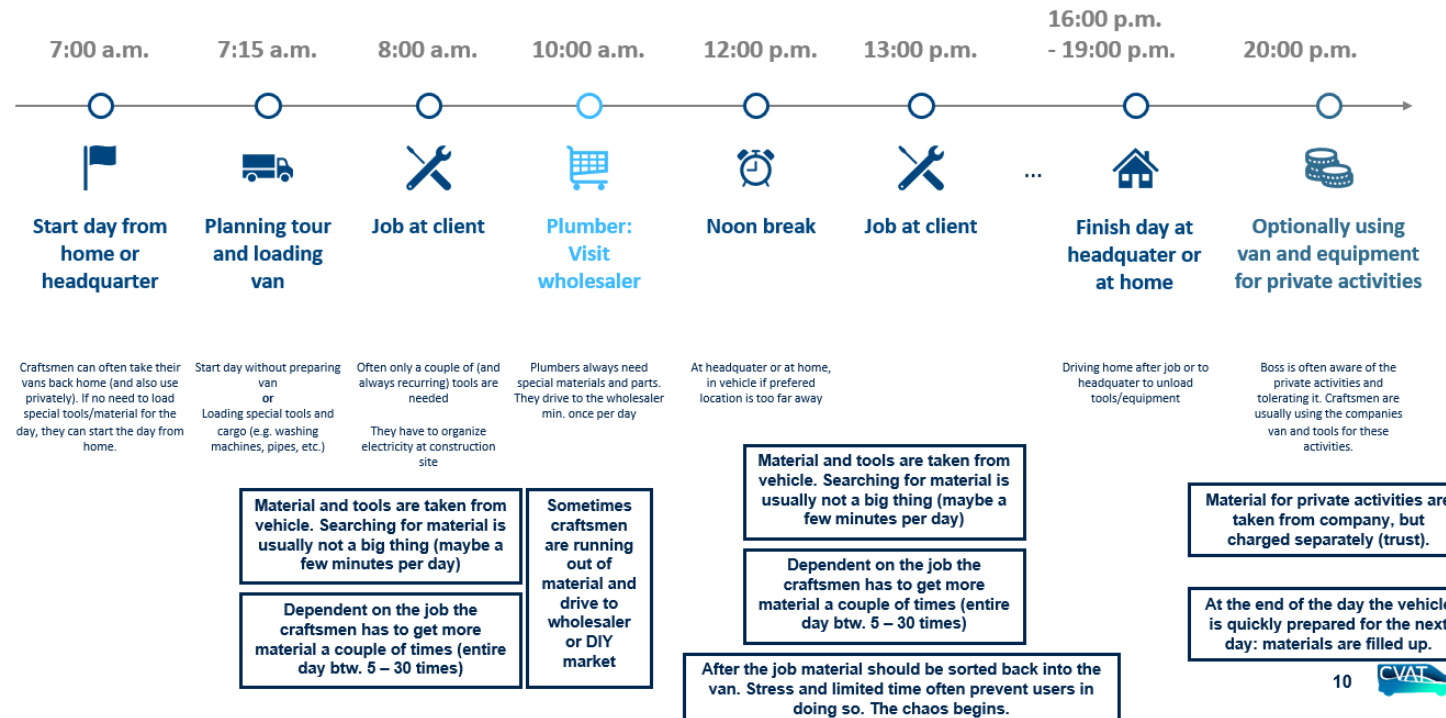 16:00 p.m.
7:00 a.m.
7:15 a.m.
8:00 a.m.
10:00 a.m.
12:00 p.m.
13:00 p.m.
- 19:00 p.m.
20:00 p.m.
Start day from
home or
headquarter
Planning tour
and loading
van
Job at client
Plumber:
Visit
wholesaler
Noon break
Job at client
...
Finish day at
headquater or
at home
Optionally using
van and equipment
for private activities
Craftsmen can often take their
vans back home (and also use
privately). If no need to load
special tools/material for the
day, they can start the day from
home.
Start day without preparing
van
or
Loading special tools and
cargo (e.g. washing
machines, pipes, etc.)
Often only a couple of (and
always recurring) tools are
needed
They have to organize
electricity at construction
site
Plumbers always need
special materials and parts.
They drive to the wholesaler
min. once per day
At headquater or at home,
in vehicle if prefered
location is too far away
Driving home after job or to
headquater to unload
tools/equipment
Boss is often aware of the
private activities and
tolerating it. Craftsmen are
usually using the companies
van and tools for these
activities.
Material and tools are taken from
vehicle. Searching for material is
usually not a big thing (maybe a
few minutes per day)
Dependent on the job the
craftsmen has to get more
material a couple of times (entire
day btw. 5 – 30 times)
Sometimes
craftsmen
are running
out of
material and
drive to
wholesaler
or DIY
market
Material and tools are taken from
vehicle. Searching for material is
usually not a big thing (maybe a
few minutes per day)
Dependent on the job the
craftsmen has to get more
material a couple of times (entire
day btw. 5 – 30 times)
After the job material should be sorted back into the
van. Stress and limited time often prevent users in
doing so. The chaos begins.
Material for private activities are
taken from company, but
charged separately (trust).
At the end of the day the vehicle
is quickly prepared for the next
day: materials are filled up.
10
CVAT